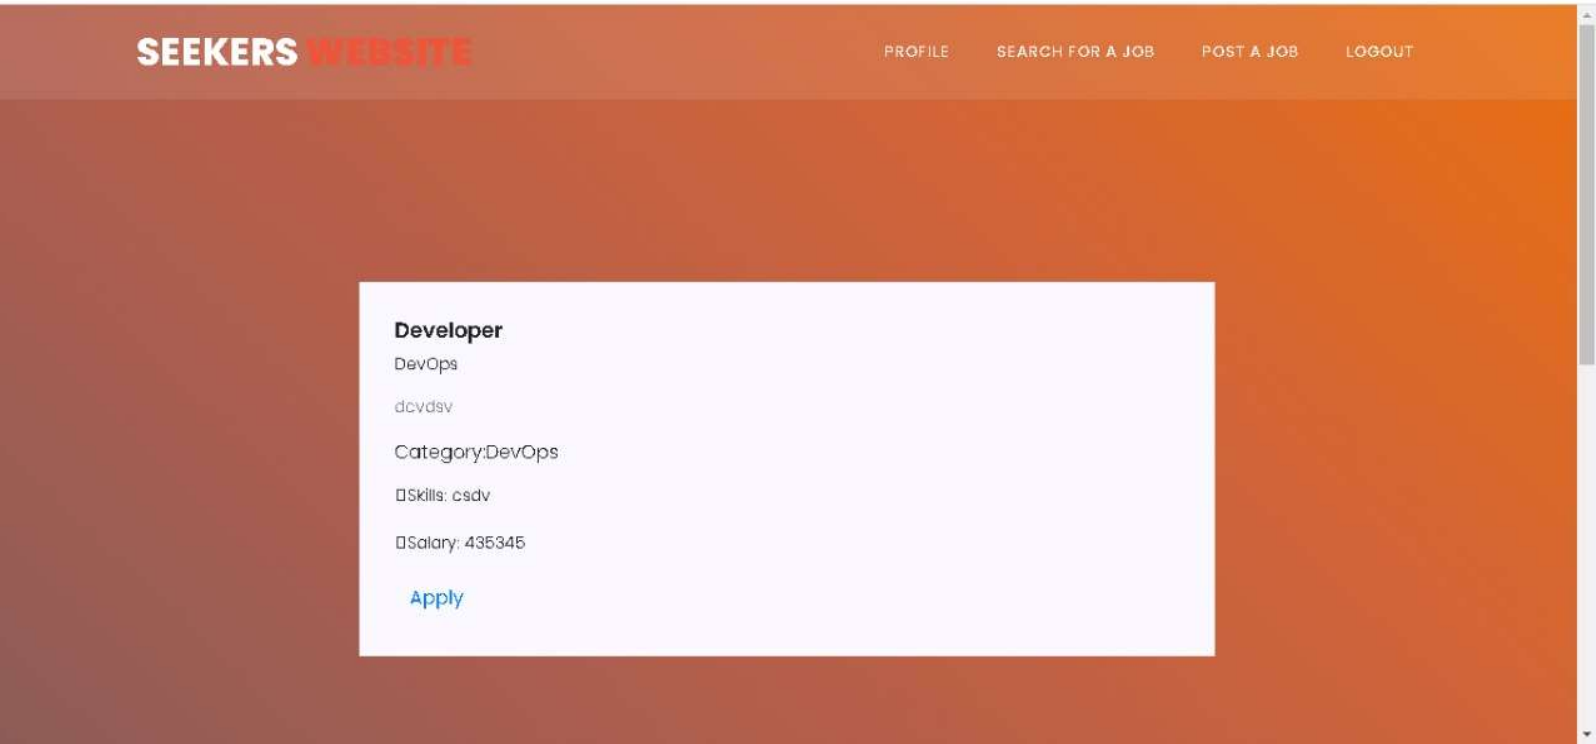 SEEKERS WEBSITE
PROFILE SEARCH FOR A JOB POST A JOB LOGOUT
Developer
DevOps
dcvdsv
Category:DevOps
Skills: csdv
Salary: 435345
Apply